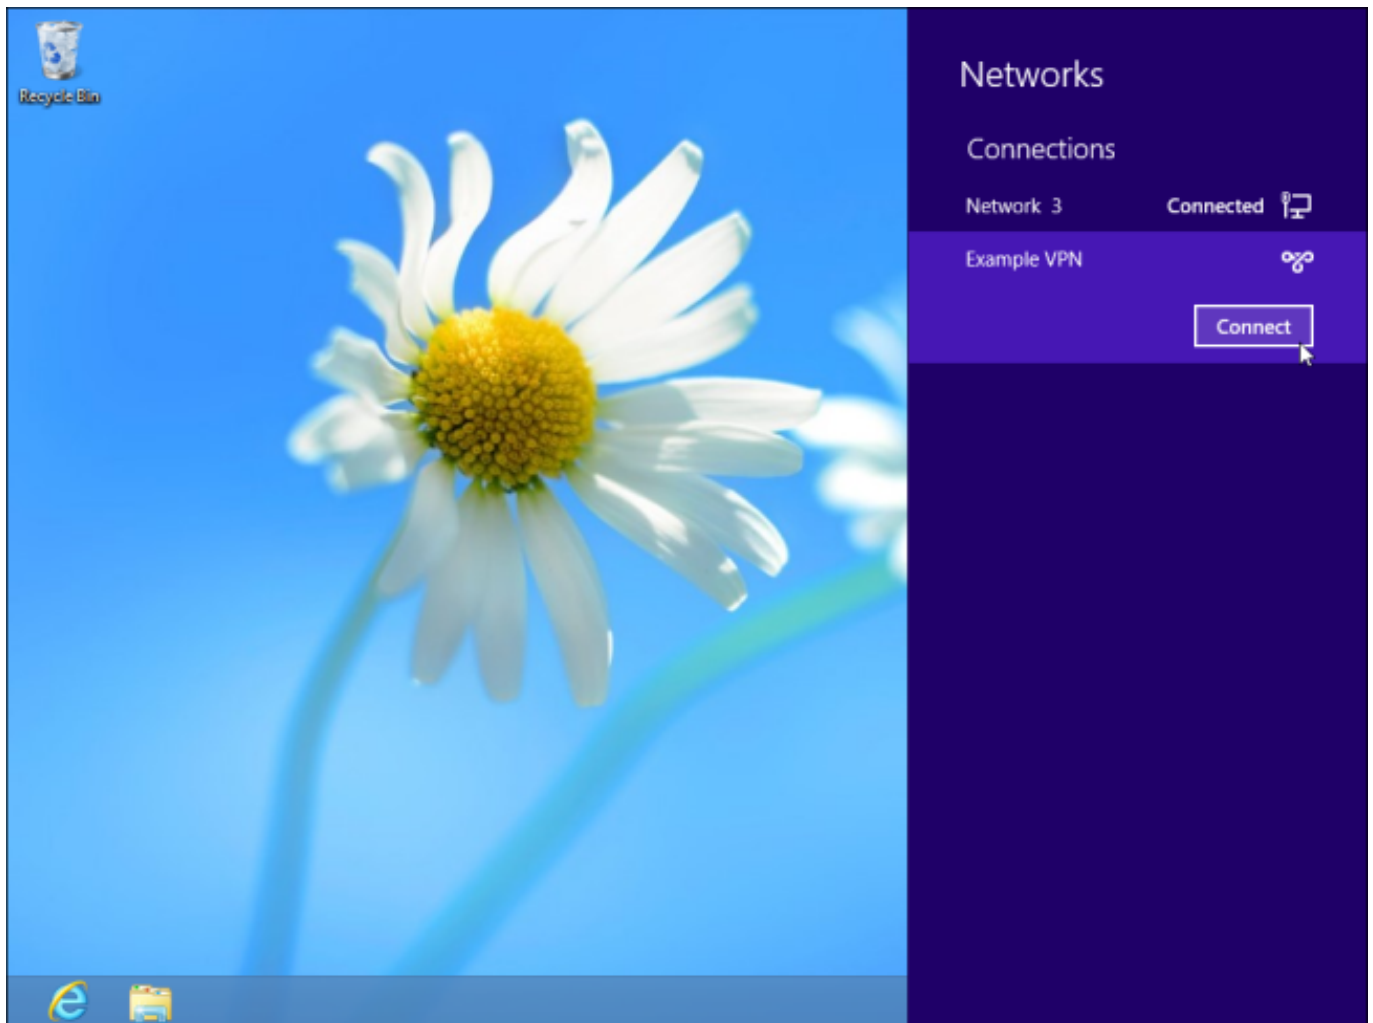 Recycle Bin
Networks
Connections
Network 3 Connected
Example VPN
Connect